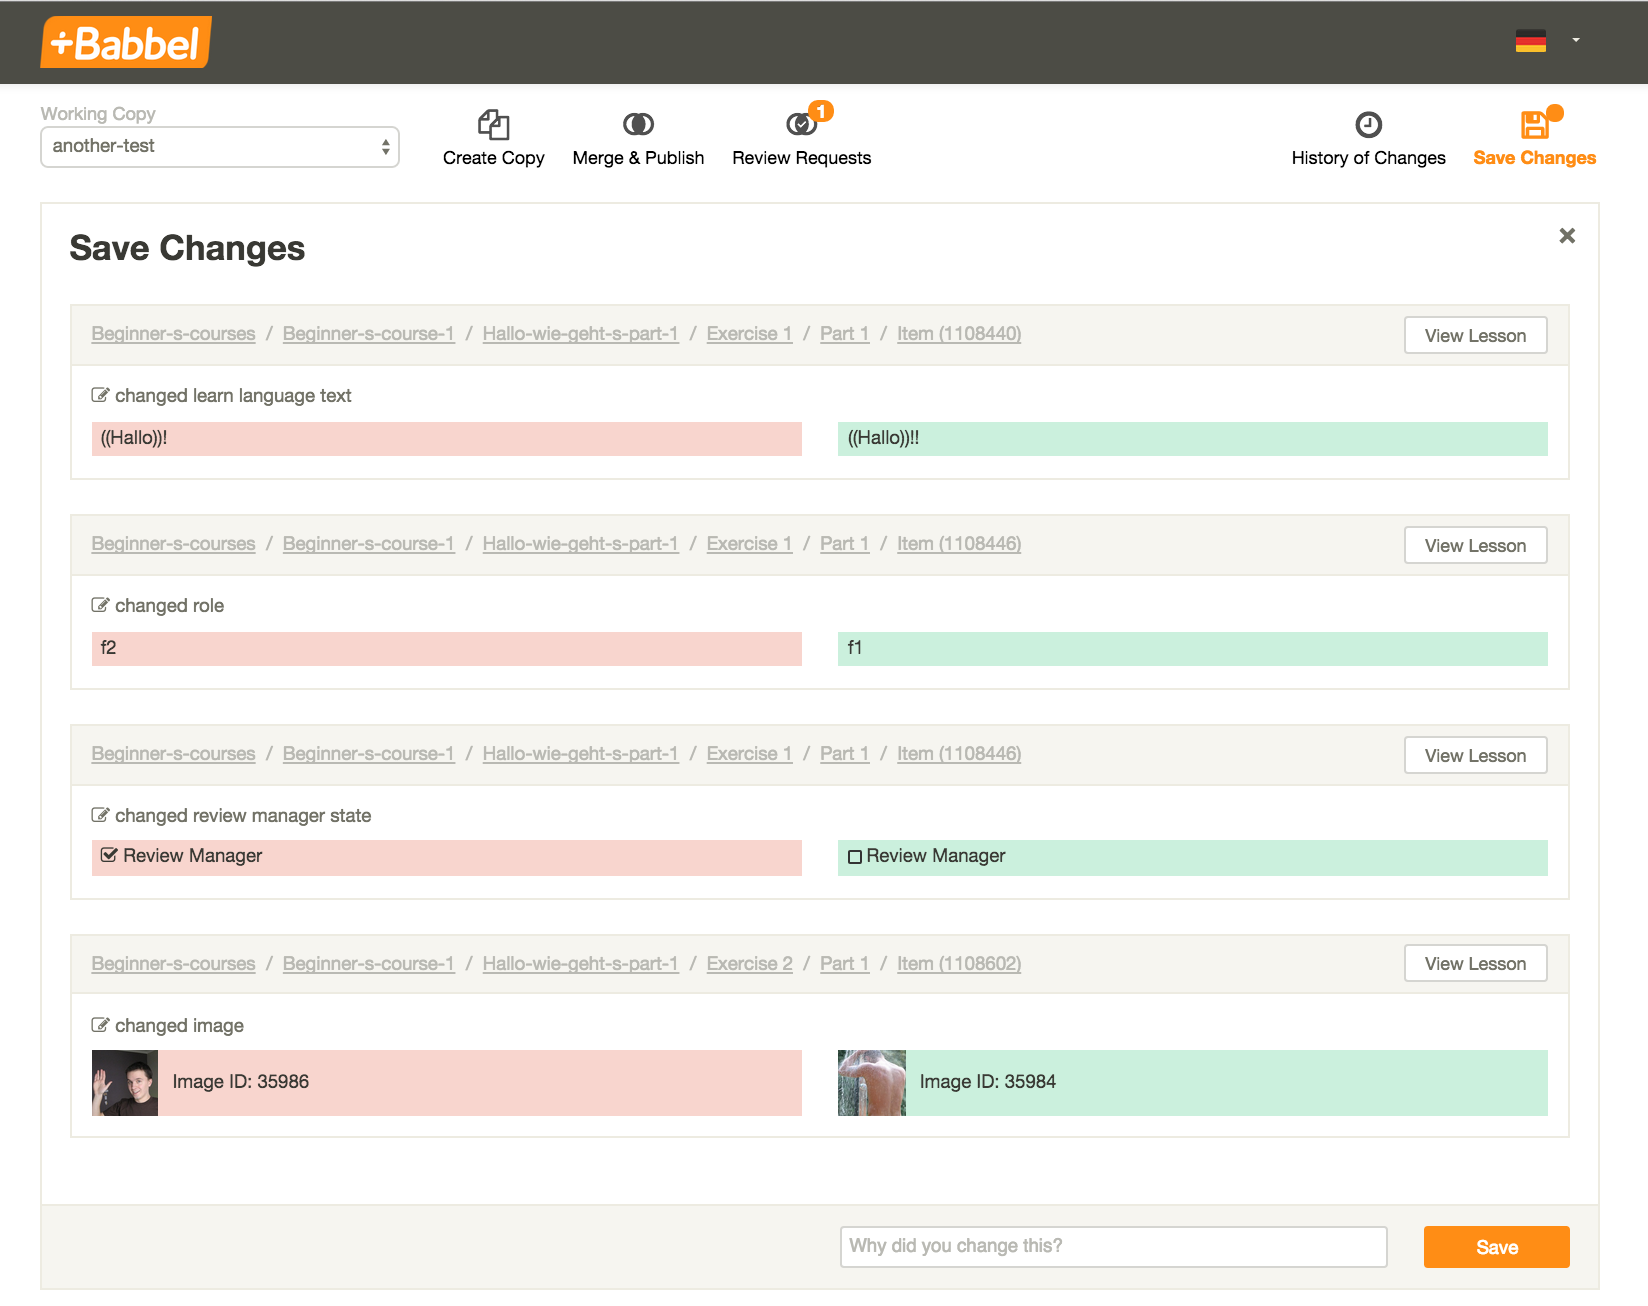 +Babbel
Working Copy
another-test
Create Copy
Merge & Publish
1
Review Requests
History of Changes
Save Changes
Save Changes
Beginner-s-courses / Beginner-s-course-1 / Hallo-wie-geht-s-part-1 / Exercise 1 / Part 1 / Item (1108440)
View Lesson
changed learn language text
((Hallo))!
((Hallo))!!
Beginner-s-courses / Beginner-s-course-1 / Hallo-wie-geht-s-part-1 / Exercise 1 / Part 1 / Item (1108446)
View Lesson
changed role
f2
f1
Beginner-s-courses / Beginner-s-course-1 / Hallo-wie-geht-s-part-1 / Exercise 1 / Part 1 / Item (1108446)
View Lesson
changed review manager state
Review Manager
Review Manager
Beginner-s-courses / Beginner-s-course-1 / Hallo-wie-geht-s-part-1 / Exercise 2 / Part 1 / Item (1108602)
View Lesson
changed image
Image ID: 35986
Image ID: 35984
Why did you change this?
Save